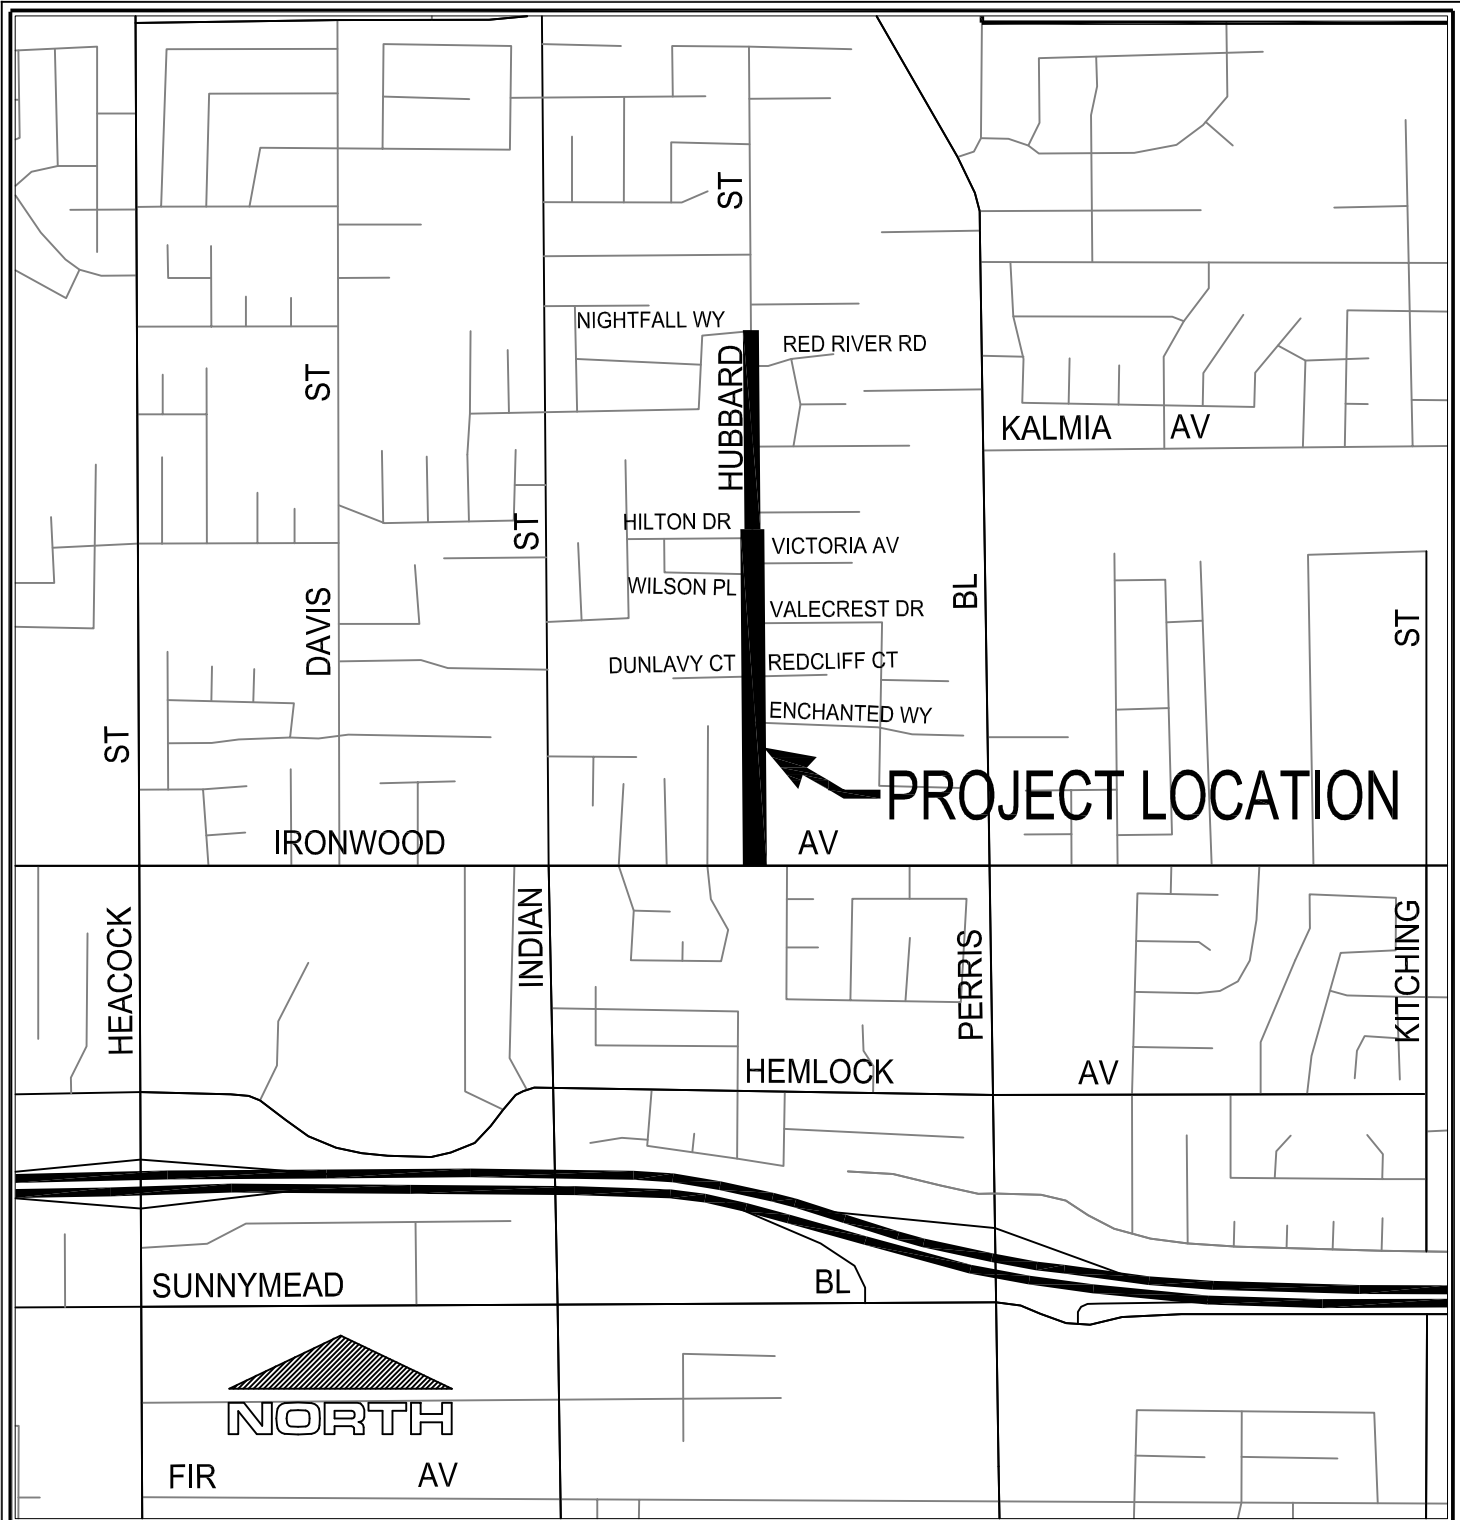 ST
NIGHTFALL WY
RED RIVER RD
HUBBARD
ST
KALMIA AV
HILTON DR
ST
VICTORIA AV
WILSON PL
BL
VALECREST DR
DAVIS
ST
DUNLAVY CT
REDCLIFF CT
ENCHANTED WY
ST
PROJECT LOCATION
IRONWOOD AV
HEACOCK
INDIAN
PERRIS
KITCHING
HEMLOCK AV
SUNNYMEAD BL
NORTH
FIR AV